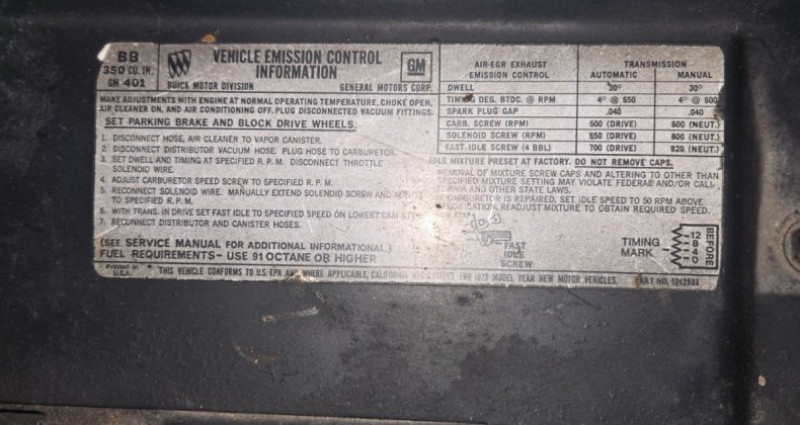 BB
350 CU. IN.
GM 401
VEHICLE EMISSION CONTROL
INFORMATION
BUICK MOTOR DIVISION
GENERAL MOTORS CORP.
GM
MAKE ADJUSTMENTS WITH ENGINE AT NORMAL OPERATING TEMPERATURE, CHOKE OPEN,
AIR CLEANER ON, AND AIR CONDITIONING OFF. PLUG DISCONNECTED VACUUM FITTINGS.
SET PARKING BRAKE AND BLOCK DRIVE WHEELS.
1. DISCONNECT HOSE, AIR CLEANER TO VAPOR CANISTER.
2. DISCONNECT DISTRIBUTOR VACUUM HOSE. PLUG HOSE TO CARBURETOR.
3. SET DWELL AND TIMING AT SPECIFIED R.P.M. DISCONNECT THROTTLE
SOLENOID WIRE.
4. ADJUST CARBURETOR SPEED SCREW TO SPECIFIED R.P.M.
5. RECONNECT SOLENOID WIRE. MANUALLY EXTEND SOLENOID SCREW AND ADJUST
TO SPECIFIED R.P.M.
6. WITH TRANS. IN DRIVE SET FAST IDLE TO SPECIFIED SPEED ON LOWEST CAM
7. RECONNECT DISTRIBUTOR AND CANISTER HOSES.
(SEE SERVICE MANUAL FOR ADDITIONAL INFORMATIONAL.)
FUEL REQUIREMENTS- USE 91 OCTANE OR HIGHER
Printed in
U.S.A.
THIS VEHICLE CONFORMS TO U.S. EPA AND WHERE APPLICABLE, CALIFORNIA 1973 MODEL YEAR NEW MOTOR VEHICLES. PART NO.
AIR-EGR EXHAUST
EMISSION CONTROL
TRANSMISSION
AUTOMATIC MANUAL
DWELL 30° 30°
TIMING DEG. BTDC. @ RPM 4° @ 650 4° @ 600
SPARK PLUG GAP .040 .040
CARB. SCREW (RPM) 500 (DRIVE) 600 (NEUT.)
SOLENOID SCREW (RPM) 650 (DRIVE) 800 (NEUT.)
FAST IDLE SCREW (4 BBL) 700 (DRIVE) 820 (NEUT.)
IDLE MIXTURE PRESET AT FACTORY. DO NOT REMOVE CAPS.
REMOVAL OF MIXTURE SCREW CAPS AND ALTERING TO OTHER THAN
SPECIFIED MIXTURE SETTING MAY VIOLATE FEDERAL AND/OR CALI-
FORNIA AND OTHER STATE LAWS.
CARBURETOR IS REPAIRED, SET IDLE SPEED TO 50 RPM ABOVE
READJUST MIXTURE TO OBTAIN REQUIRED SPEED.
FAST
IDLE
SCREW
TIMING
MARK
12
8
4
0
BEFORE